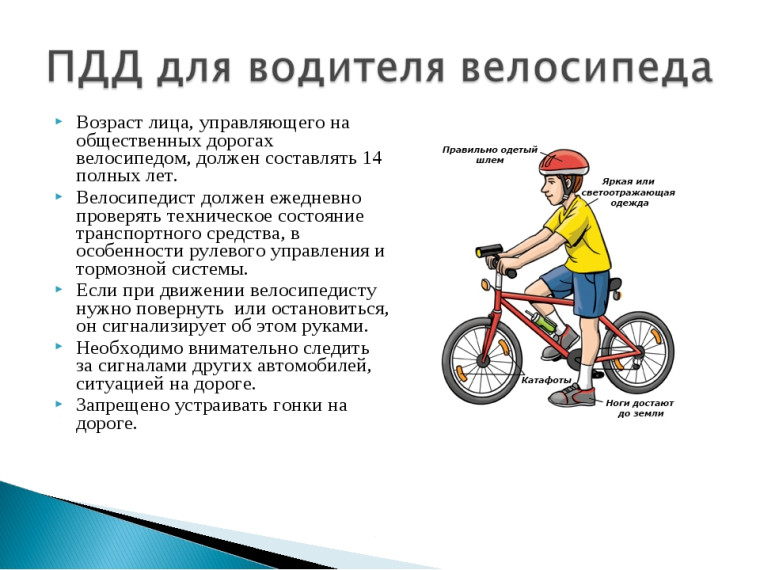 ПДД для водителя велосипеда
Возраст лица, управляющего на
общественных дорогах
велосипедом, должен составлять 14
полных лет.
Велосипедист должен ежедневно
проверять техническое состояние
транспортного средства, в
особенности рулевого управления и
тормозной системы.
Если при движении велосипедисту
нужно повернуть или остановиться,
он сигнализирует об этом руками.
Необходимо внимательно следить
за сигналами других автомобилей,
ситуацией на дороге.
Запрещено устраивать гонки на
дороге.
Правильно одетый
шлем
Яркая или
светоотражающая
одежда
Катафоты
Ноги достают
до земли